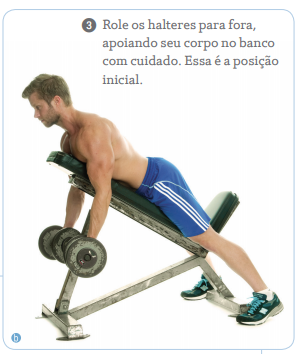 3 Role os halteres para fora,
apoiando seu corpo no banco
com cuidado. Essa é a posição
inicial.
b